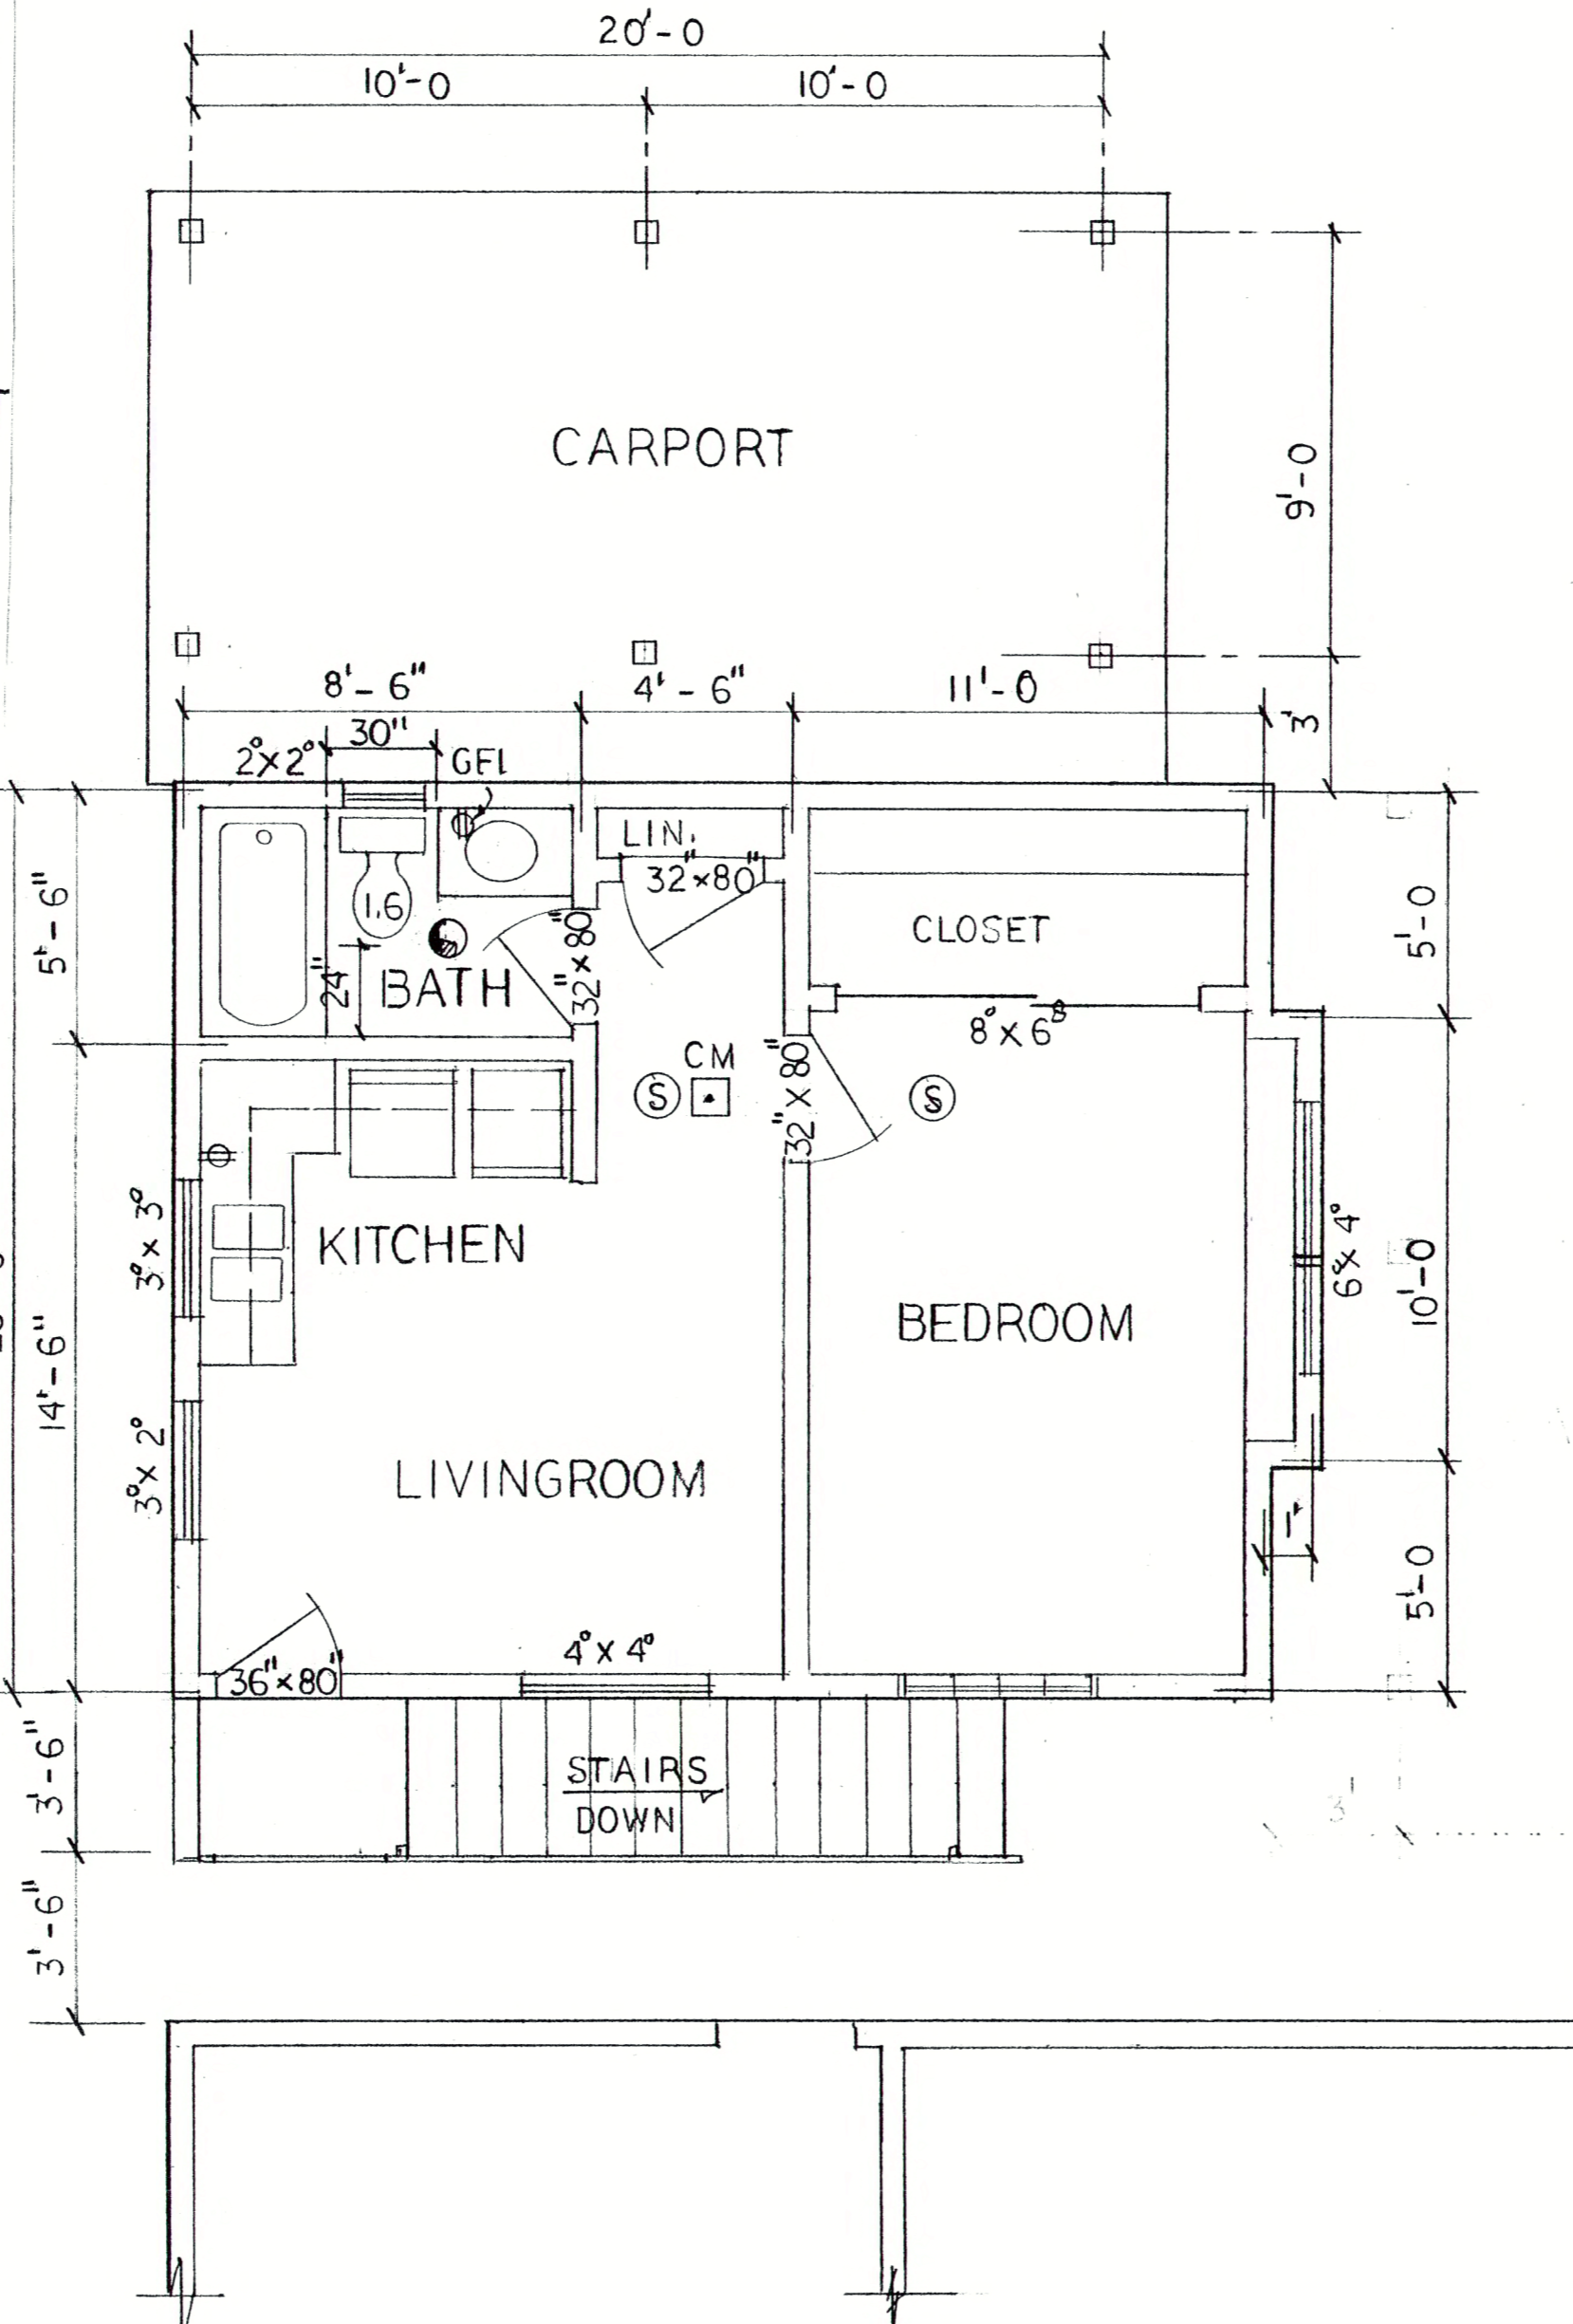 20'-0
10'-0
10'-0
CARPORT
9'-0
3'
8'-6"
4'-6"
11'-0
30"
2⁰x2⁰
GFI
LIN.
32"x80"
1.6
CLOSET
5'-6"
5'-0
24"
BATH
32"x80"
8⁰x6⁸
CM
S
S
32"x80"
KITCHEN
3⁰x3⁰
6⁰x4⁰
10'-0
BEDROOM
14'-6"
3⁰x2⁰
LIVINGROOM
1'
5'-0
4⁰x4⁰
36"x80"
3'-6"
STAIRS
DOWN
3'
3'-6"